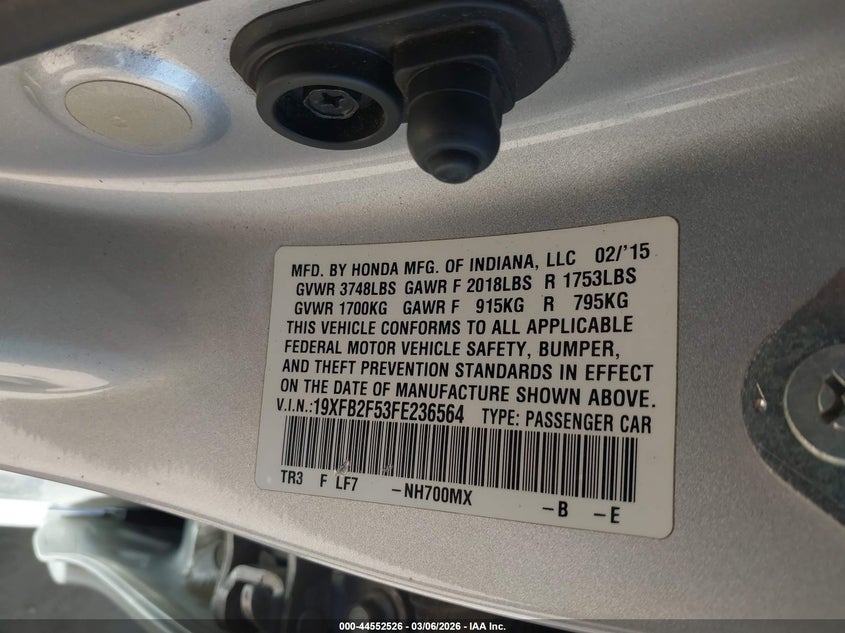 MFD. BY HONDA MFG. OF INDIANA, LLC 02/'15
GVWR 3748LBS GAWR F 2018LBS R 1753LBS
GVWR 1700KG GAWR F 915KG R 795KG
THIS VEHICLE CONFORMS TO ALL APPLICABLE
FEDERAL MOTOR VEHICLE SAFETY, BUMPER,
AND THEFT PREVENTION STANDARDS IN EFFECT
ON THE DATE OF MANUFACTURE SHOWN ABOVE.
V.I.N.:19XFB2F53FE236564 TYPE: PASSENGER CAR
TR3 F LF7 -NH700MX -B -E
000-44552526 - 03/06/2026 - IAA Inc.